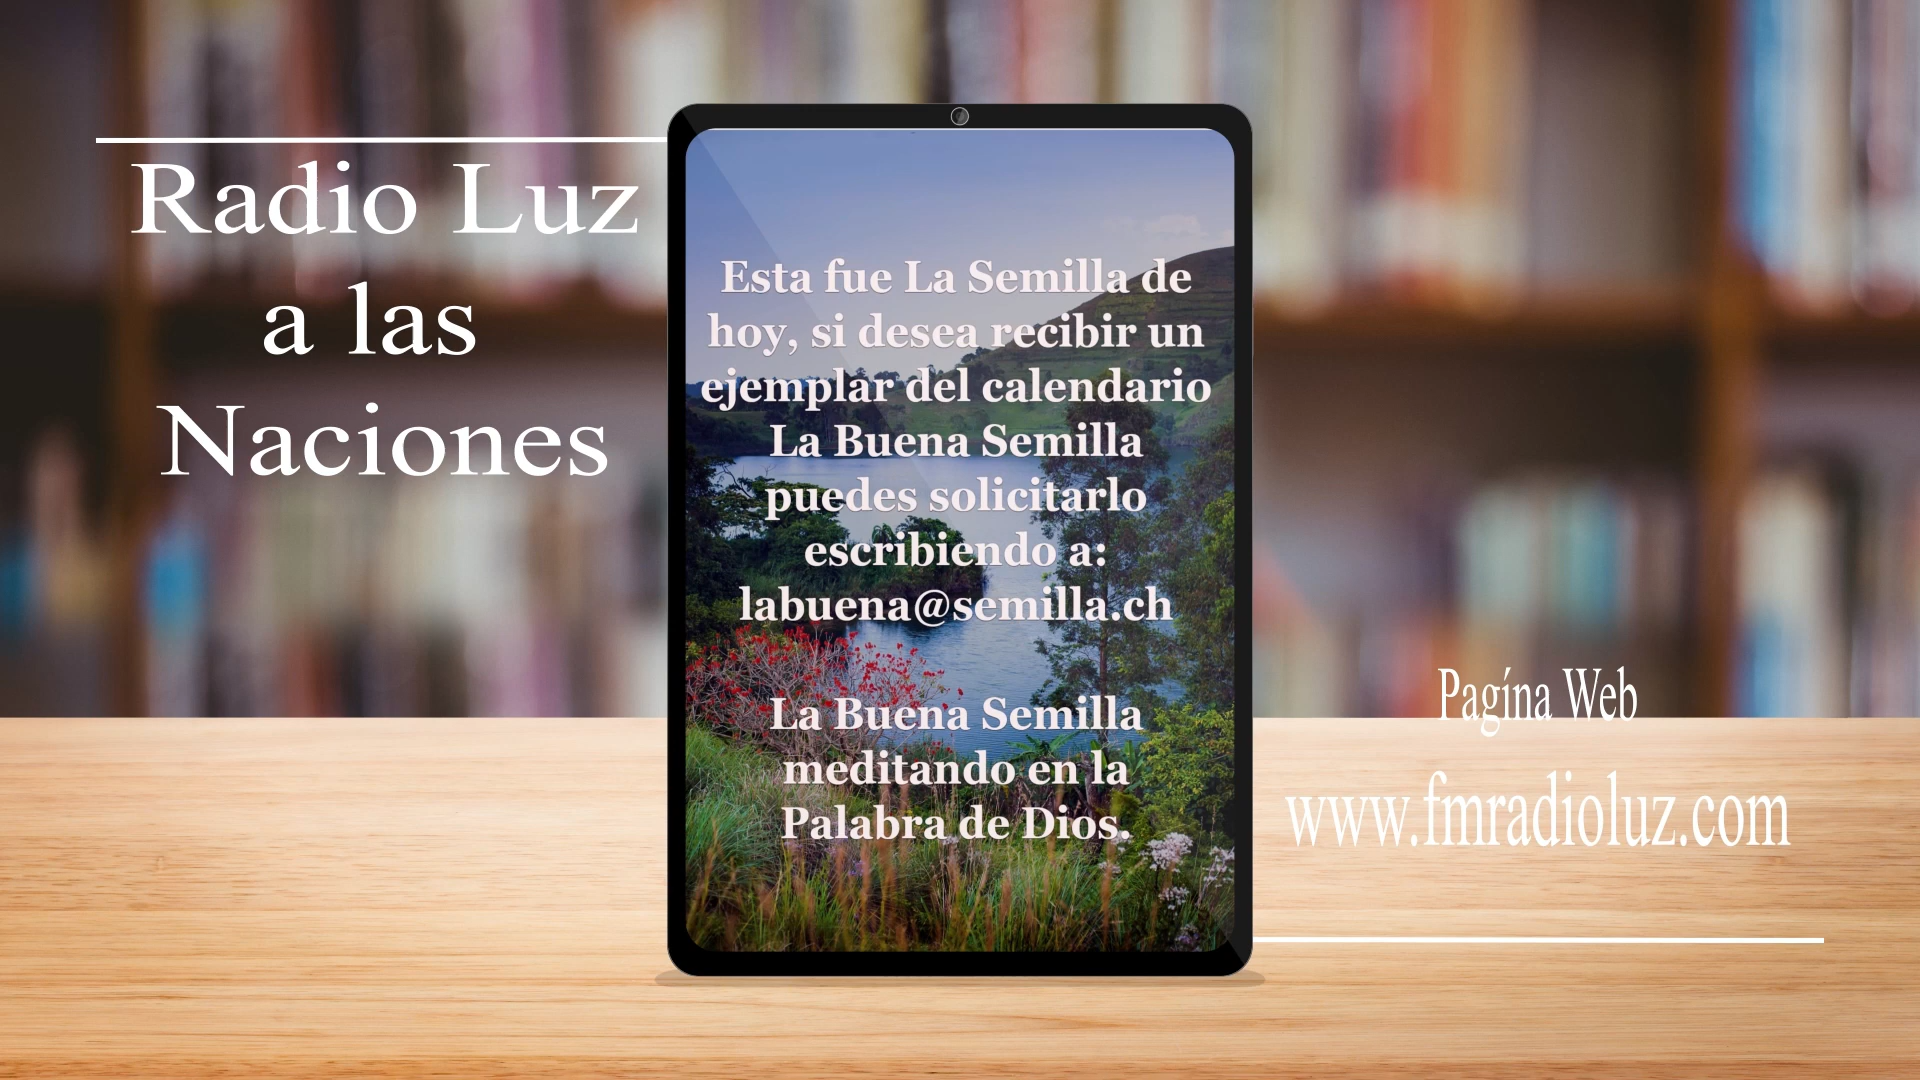 Radio Luz
a las
Naciones
Esta fue La Semilla de
hoy, si desea recibir un
ejemplar del calendario
La Buena Semilla
puedes solicitarlo
escribiendo a:
labuena@semilla.ch
La Buena Semilla
meditando en la
Palabra de Dios.
Pagína Web
www.fmradioluz.com